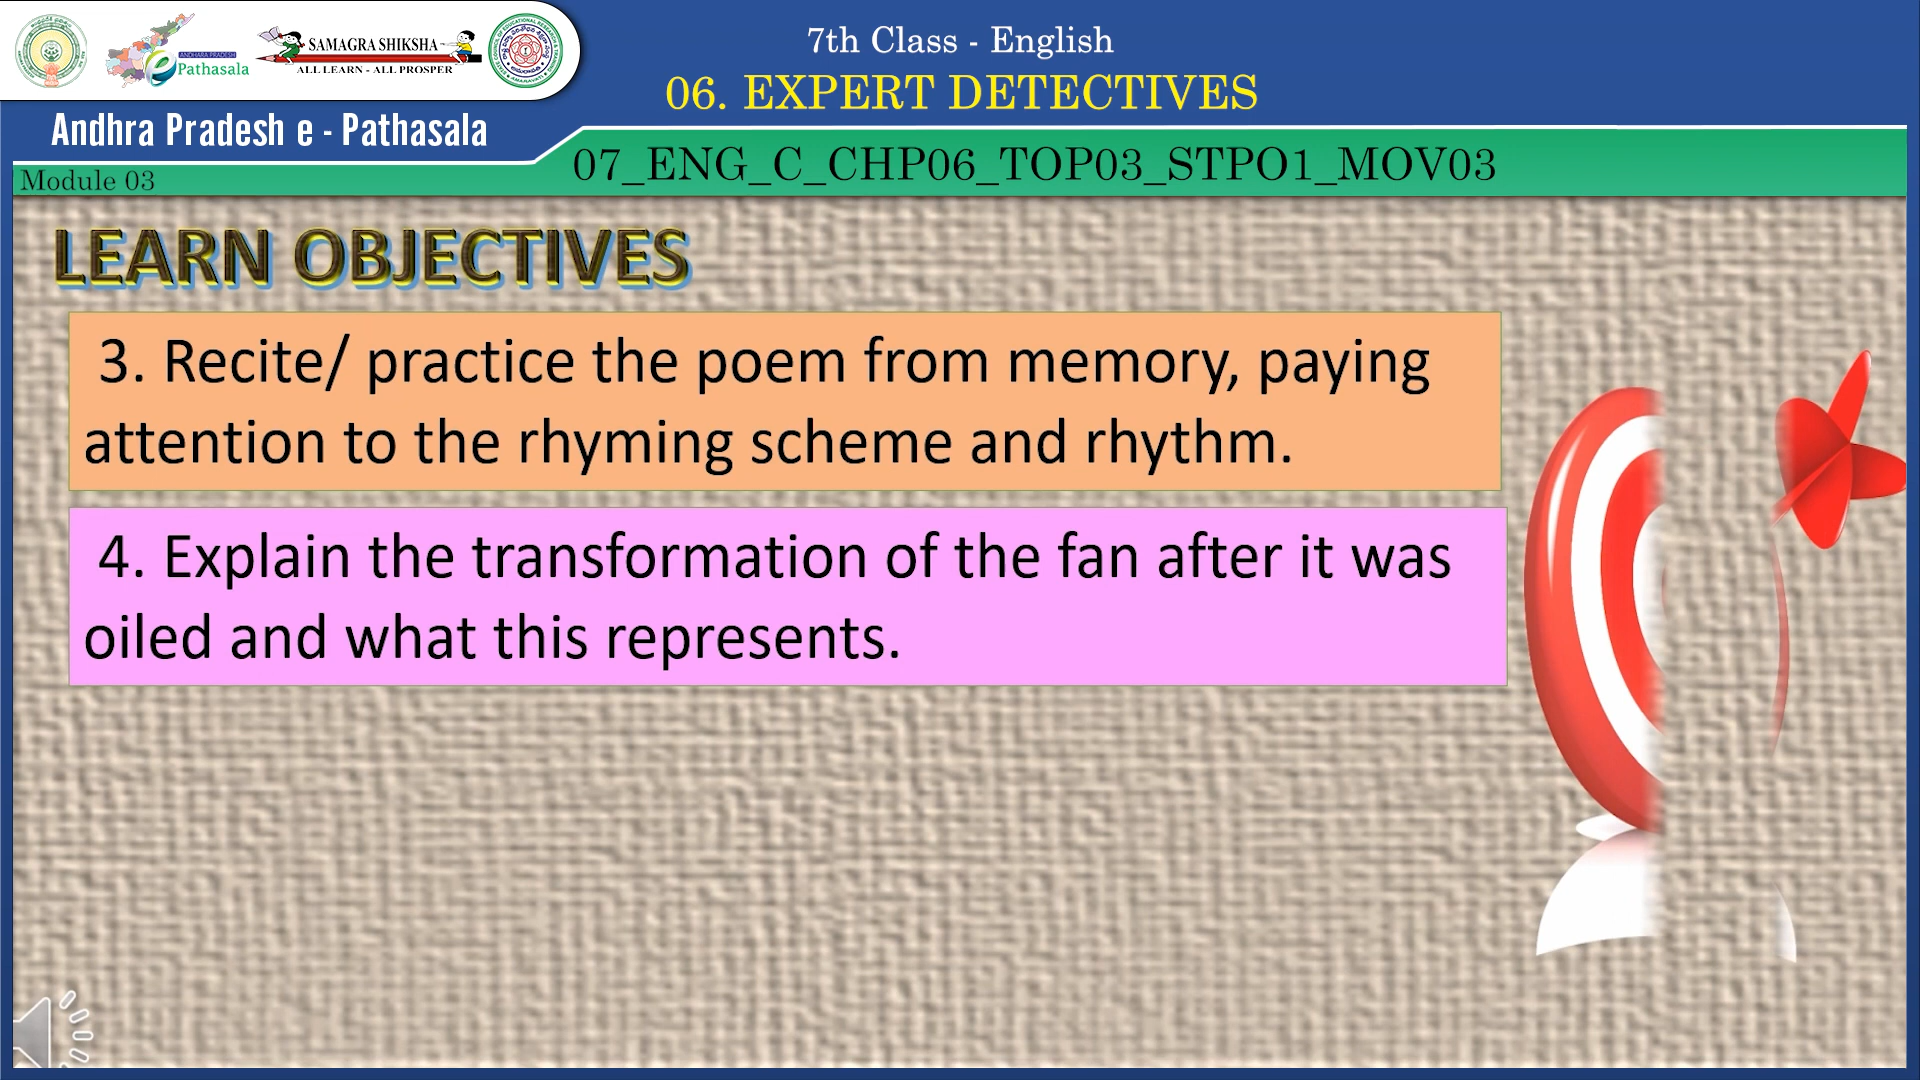 ANDHRA PRADESH
Pathasala
SAMAGRA SHIKSHA
ALL LEARN - ALL PROSPER
Andhra Pradesh e - Pathasala
7th Class - English
06. EXPERT DETECTIVES
07_ENG_C_CHP06_TOP03_STPO1_MOV03
Module 03
LEARN OBJECTIVES
3. Recite/ practice the poem from memory, paying
attention to the rhyming scheme and rhythm.
4. Explain the transformation of the fan after it was
oiled and what this represents.